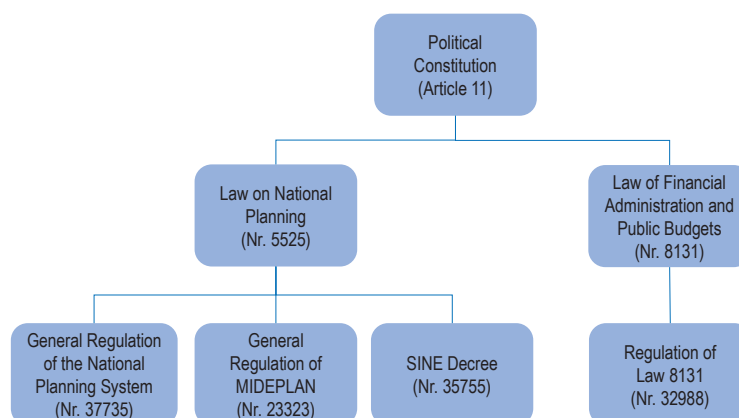 Political
Constitution
(Article 11)
Law on National
Planning
(Nr. 5525)
Law of Financial
Administration and
Public Budgets
(Nr. 8131)
General Regulation
of the National
Planning System
(Nr. 37735)
General
Regulation of
MIDEPLAN
(Nr. 23323)
SINE Decree
(Nr. 35755)
Regulation of
Law 8131
(Nr. 32988)